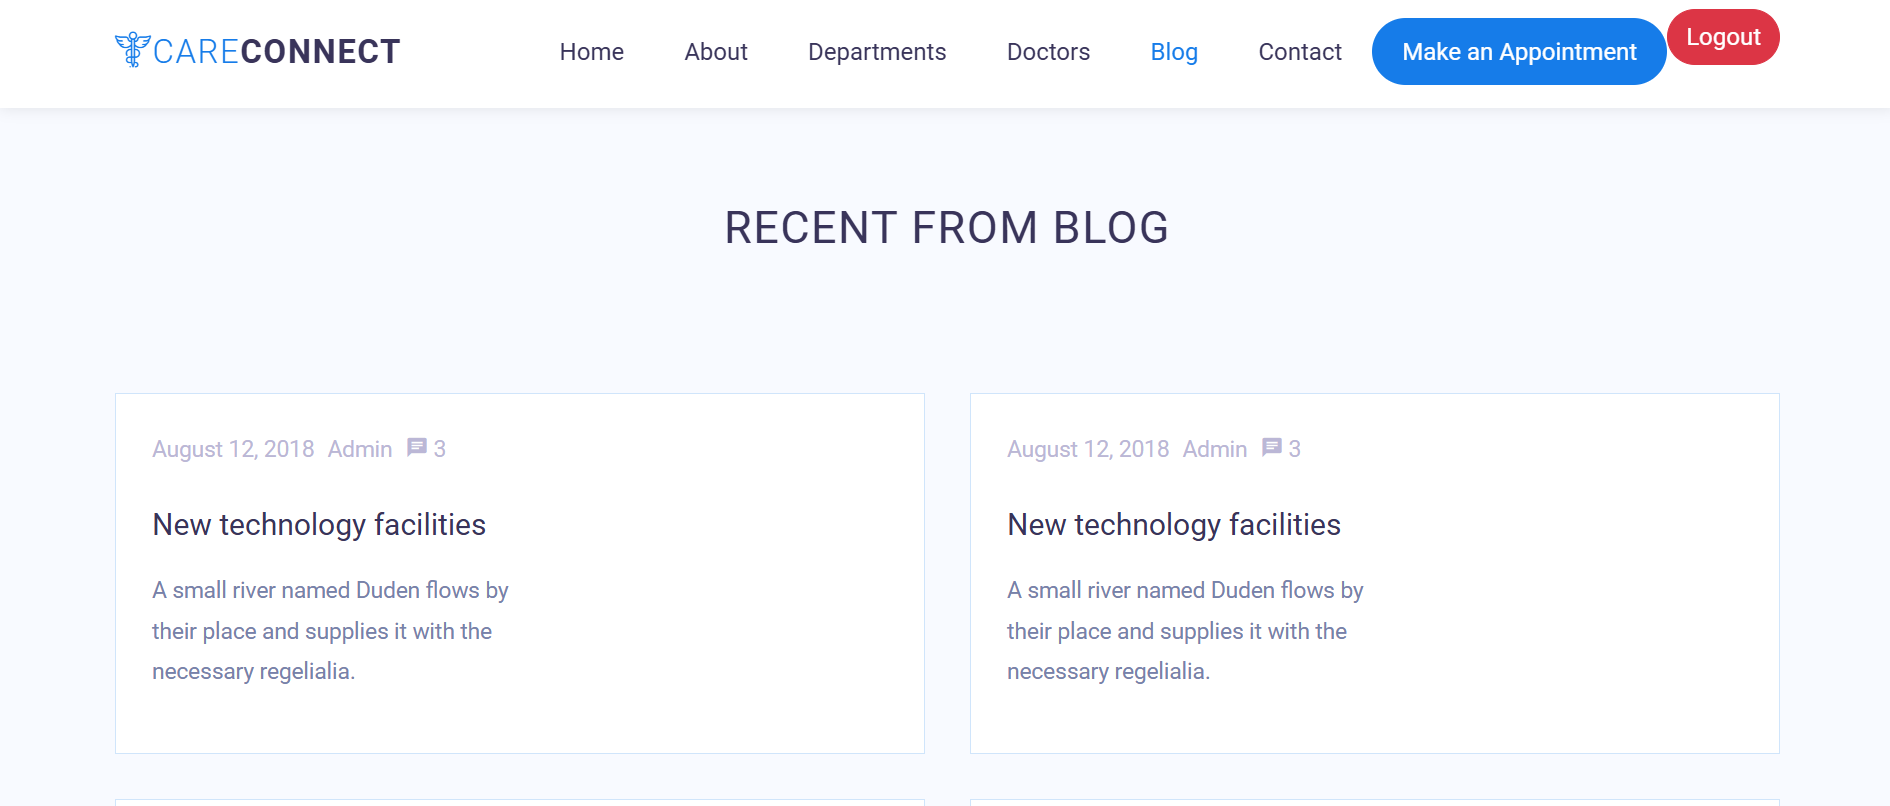 CARECONNECT
Home About Departments Doctors Blog Contact Make an Appointment Logout
RECENT FROM BLOG
August 12, 2018 Admin 3
New technology facilities
A small river named Duden flows by
their place and supplies it with the
necessary regelialia.
August 12, 2018 Admin 3
New technology facilities
A small river named Duden flows by
their place and supplies it with the
necessary regelialia.